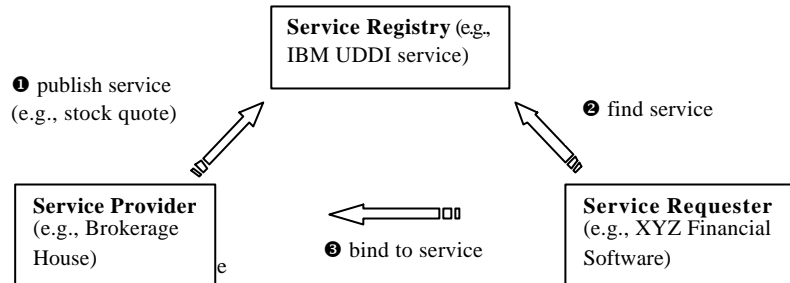 Service Registry (e.g.,
IBM UDDI service)
❶ publish service
(e.g., stock quote)
❷ find service
Service Provider
(e.g., Brokerage
House)
e
❸ bind to service
Service Requester
(e.g., XYZ Financial
Software)